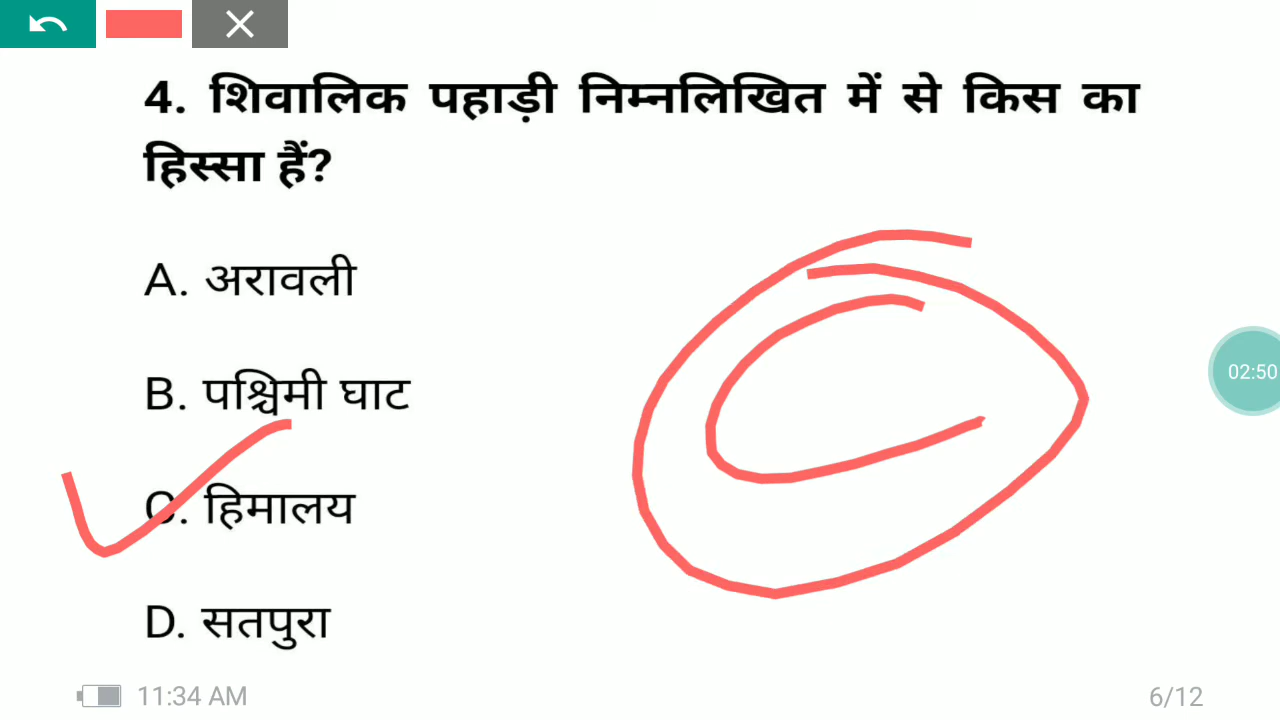 4. शिवालिक पहाड़ी निम्नलिखित में से किस का
हिस्सा हैं?
A. अरावली
B. पश्चिमी घाट
C. हिमालय
D. सतपुरा
02:50
11:34 AM
6/12